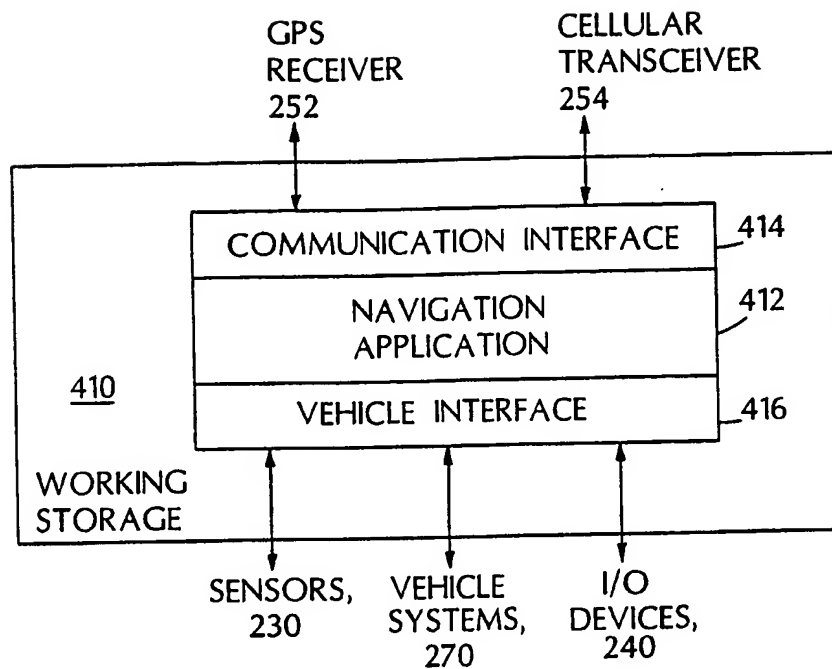 GPS
RECEIVER
252
CELLULAR
TRANSCEIVER
254
COMMUNICATION INTERFACE
414
NAVIGATION
APPLICATION
412
410
VEHICLE INTERFACE
416
WORKING
STORAGE
SENSORS,
230
VEHICLE
SYSTEMS,
270
I/O
DEVICES,
240